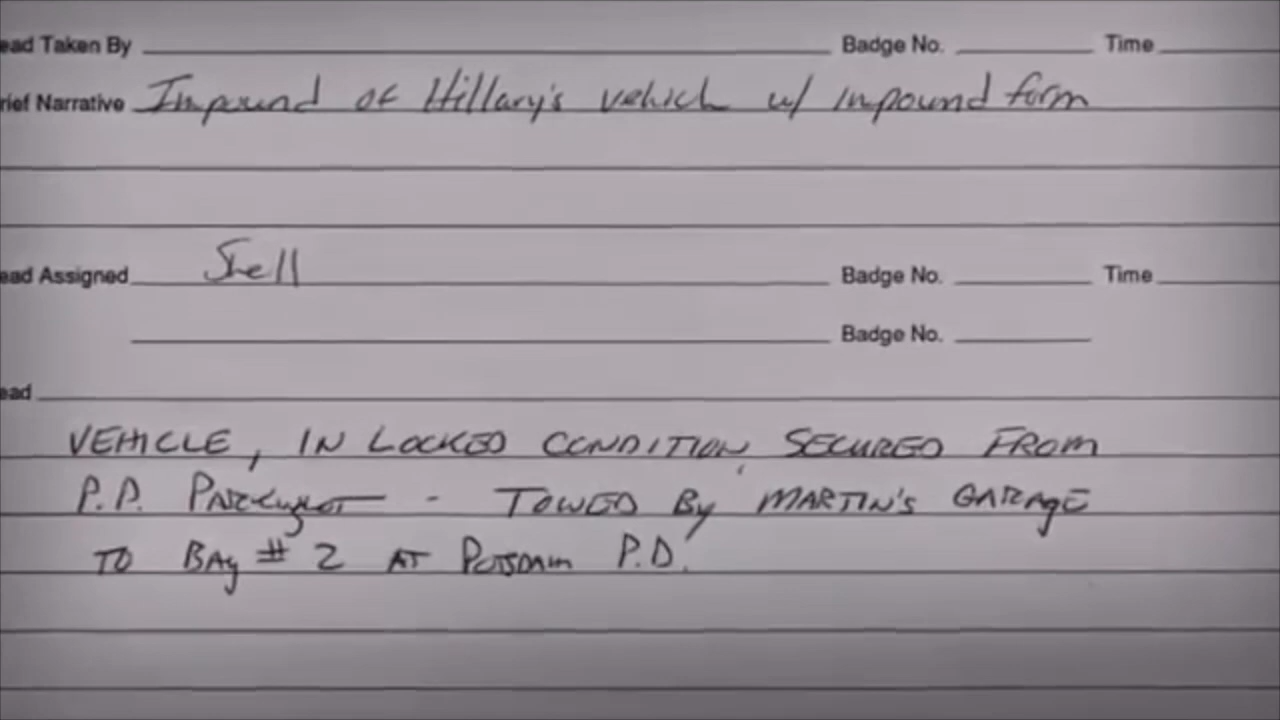 ead Taken By Badge No. Time
rief Narrative Impound of Hillary's vehicle w/ impound form
ead Assigned Snell Badge No. Time
Badge No.
ead
VEHICLE, IN LOCKED CONDITION, SECURED FROM
P.D. PARKING LOT - TOWED By MARTIN'S GARAGE
TO BAy # 2 AT POTSDAM P.D.